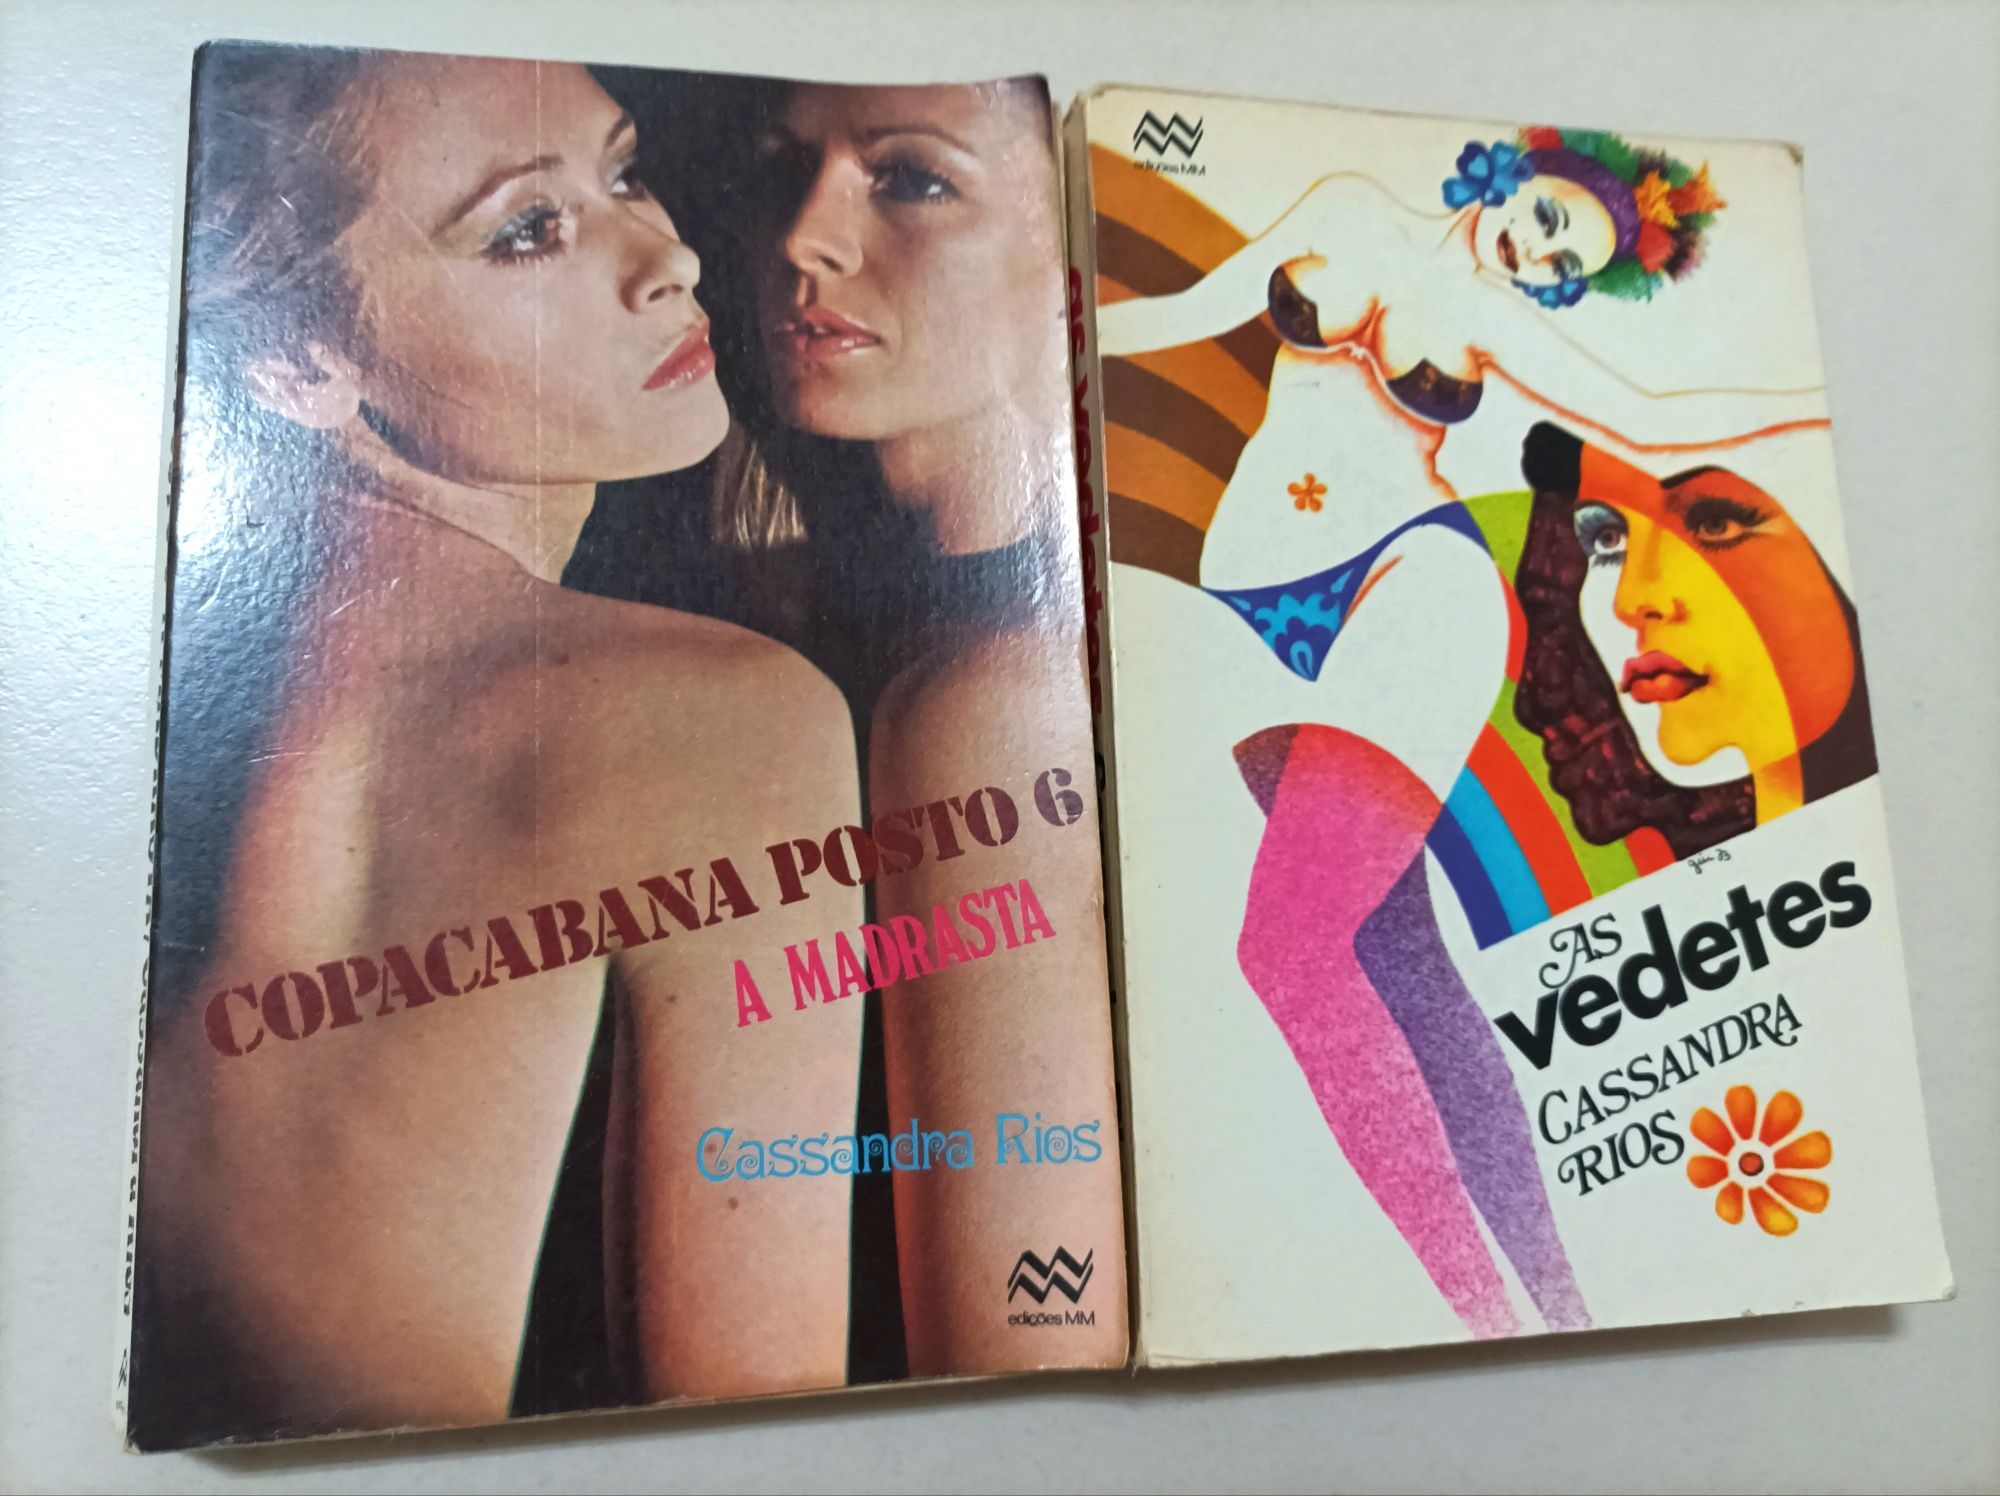 COPACABANA POSTO 6
A MADRASTA
Cassandra Rios
edições MM
edições MM
AS
vedetes
CASSANDRA
RIOS